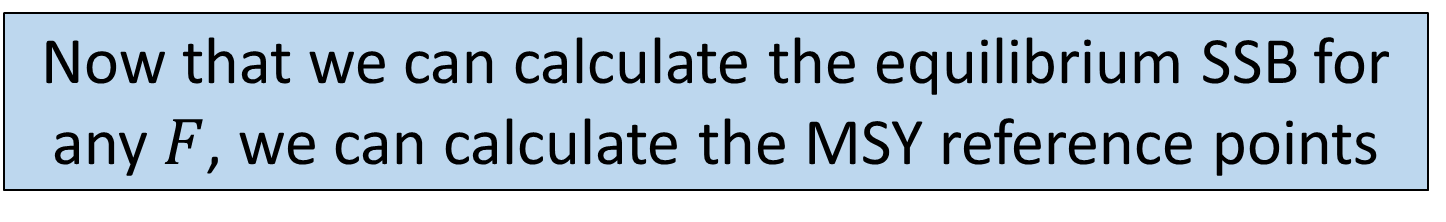 Now that we can calculate the equilibrium SSB for
any F, we can calculate the MSY reference points